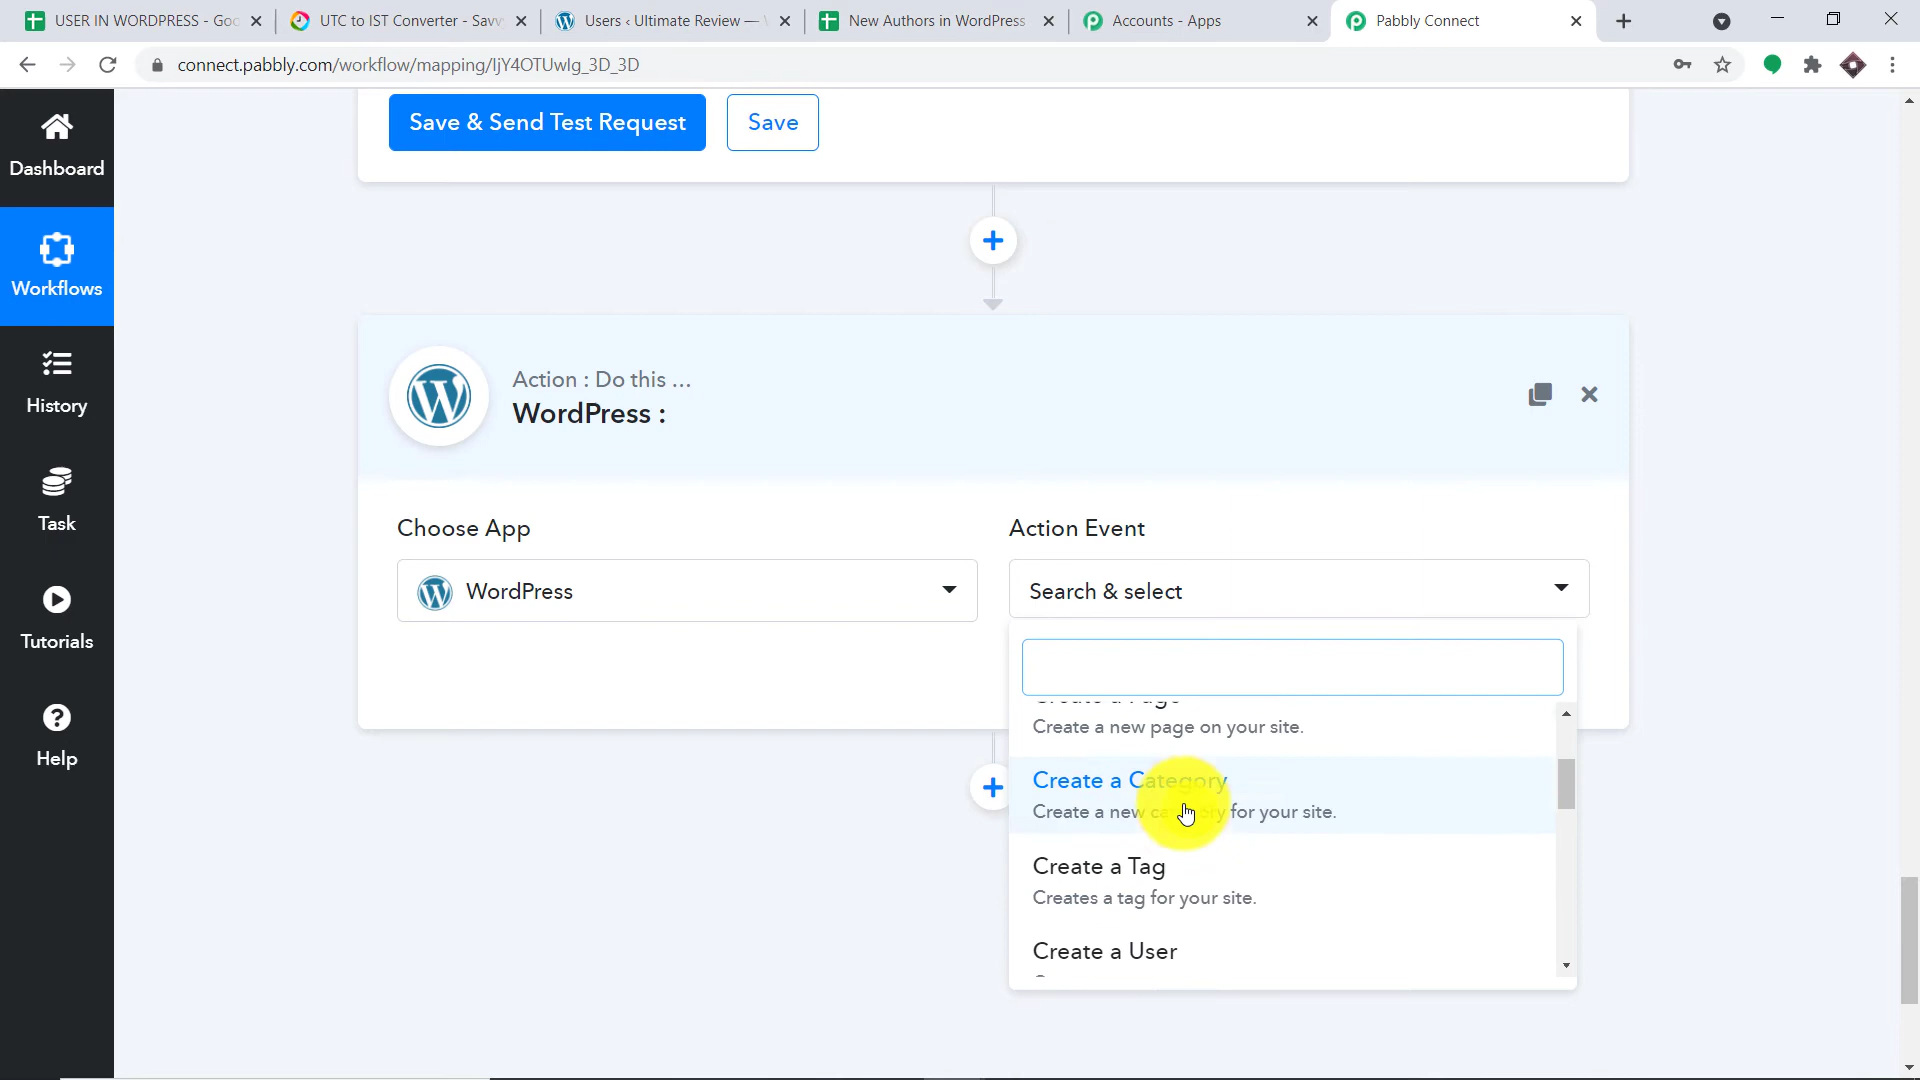 USER IN WORDPRESS - Goo
UTC to IST Converter - Savv
Users ‹ Ultimate Review — W
New Authors in WordPress
Accounts - Apps
Pabbly Connect
connect.pabbly.com/workflow/mapping/IjY4OTUwIg_3D_3D
Dashboard
Workflows
History
Task
Tutorials
Help
Save & Send Test Request
Save
Action : Do this ...
WordPress :
Choose App
Action Event
WordPress
Search & select
Create a Page
Create a new page on your site.
Create a Category
Create a new category for your site.
Create a Tag
Creates a tag for your site.
Create a User